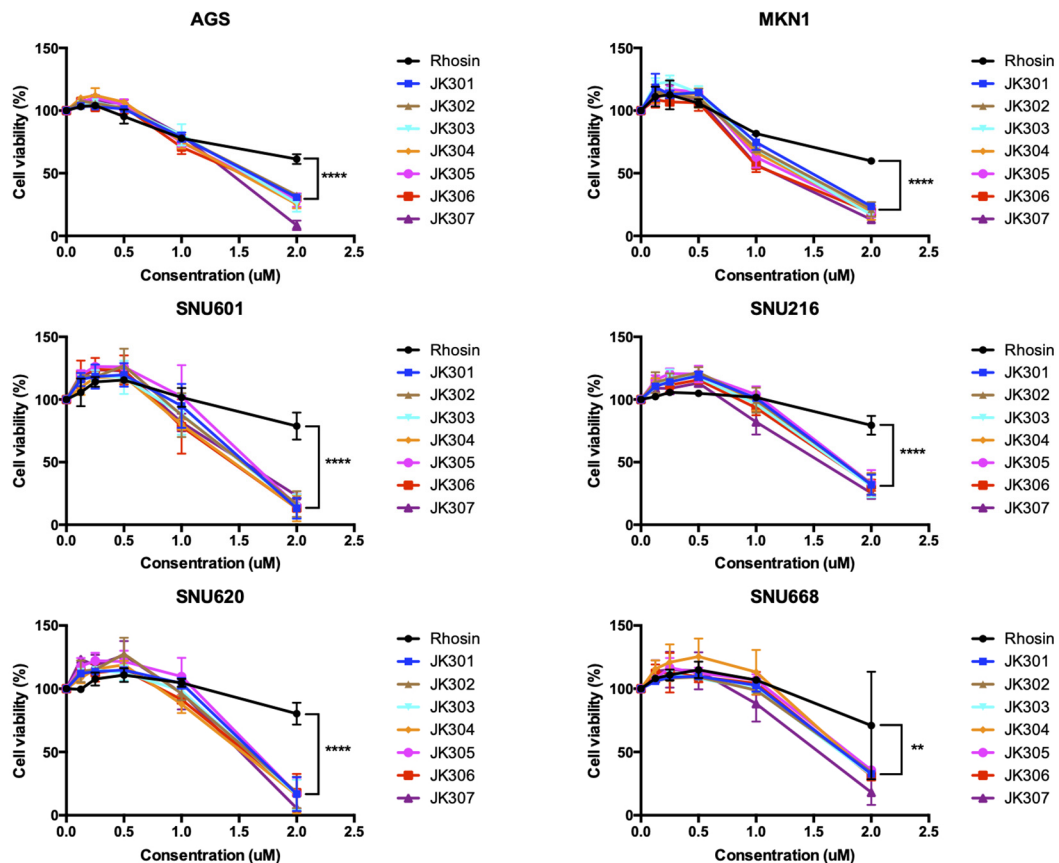 AGS
Cell viability (%)
150
100
50
0
0.0 0.5 1.0 1.5 2.0 2.5
Consentration (uM)
****
Rhosin
JK301
JK302
JK303
JK304
JK305
JK306
JK307
MKN1
Cell viability (%)
150
100
50
0
0.0 0.5 1.0 1.5 2.0 2.5
Consentration (uM)
****
Rhosin
JK301
JK302
JK303
JK304
JK305
JK306
JK307
SNU601
Cell viability (%)
150
100
50
0
0.0 0.5 1.0 1.5 2.0 2.5
Consentration (uM)
****
Rhosin
JK301
JK302
JK303
JK304
JK305
JK306
JK307
SNU216
Cell viability (%)
150
100
50
0
0.0 0.5 1.0 1.5 2.0 2.5
Consentration (uM)
****
Rhosin
JK301
JK302
JK303
JK304
JK305
JK306
JK307
SNU620
Cell viability (%)
150
100
50
0
0.0 0.5 1.0 1.5 2.0 2.5
Consentration (uM)
****
Rhosin
JK301
JK302
JK303
JK304
JK305
JK306
JK307
SNU668
Cell viability (%)
150
100
50
0
0.0 0.5 1.0 1.5 2.0 2.5
Consentration (uM)
**
Rhosin
JK301
JK302
JK303
JK304
JK305
JK306
JK307